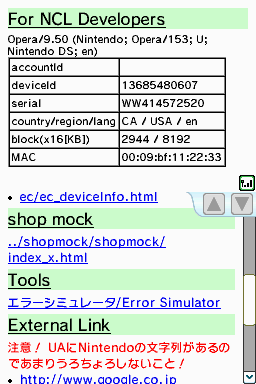 For NCL Developers
Opera/9.50 (Nintendo; Opera/153; U;
Nintendo DS; en)
accountId
deviceId 13685480607
serial WW414572520
country/region/lang CA / USA / en
block(x16[KB]) 2944 / 8192
MAC 00:09:bf:11:22:33
• ec/ec_deviceInfo.html
shop mock
../shopmock/shopmock/
index_x.html
Tools
エラーシミュレータ/Error Simulator
External Link
注意！ UAにNintendoの文字列があるの
であまりうろちょろしないこと！
• http://www.google.co.jp